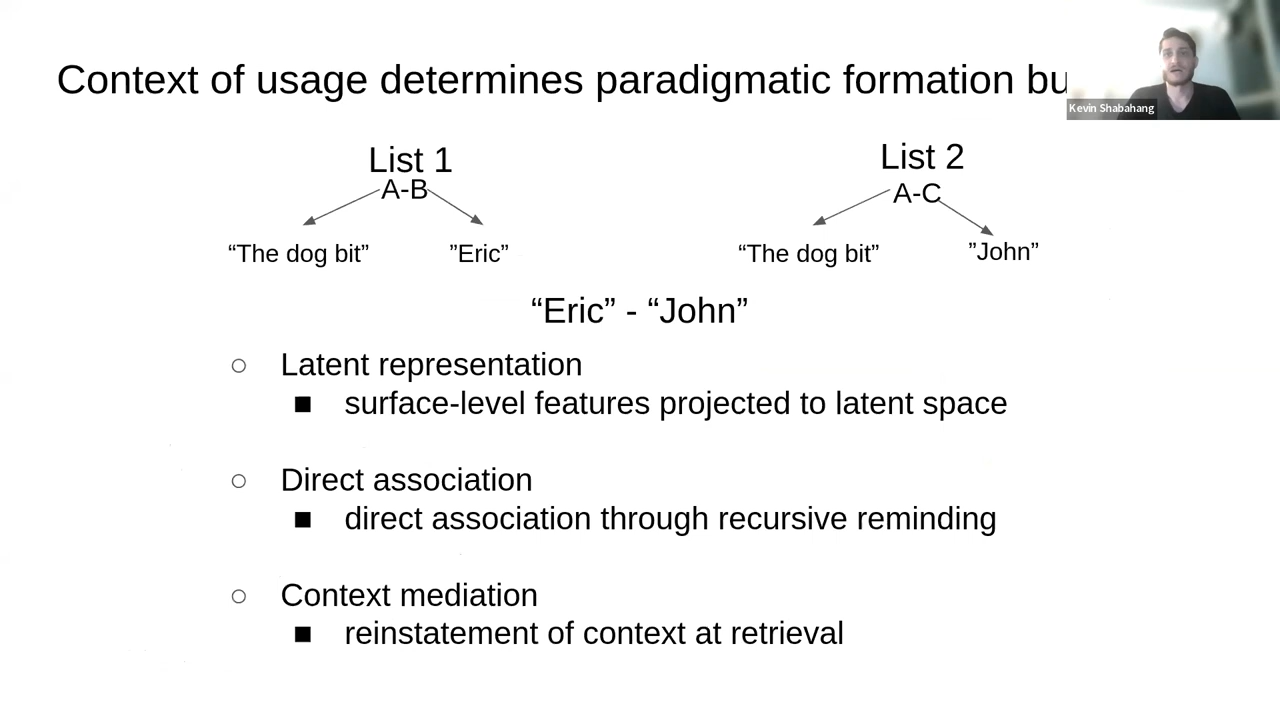 Context of usage determines paradigmatic formation
Kevin Shabahang
List 1
A-B
“The dog bit” ”Eric”
List 2
A-C
“The dog bit” ”John”
“Eric” - “John”
○ Latent representation
■ surface-level features projected to latent space
○ Direct association
■ direct association through recursive reminding
○ Context mediation
■ reinstatement of context at retrieval